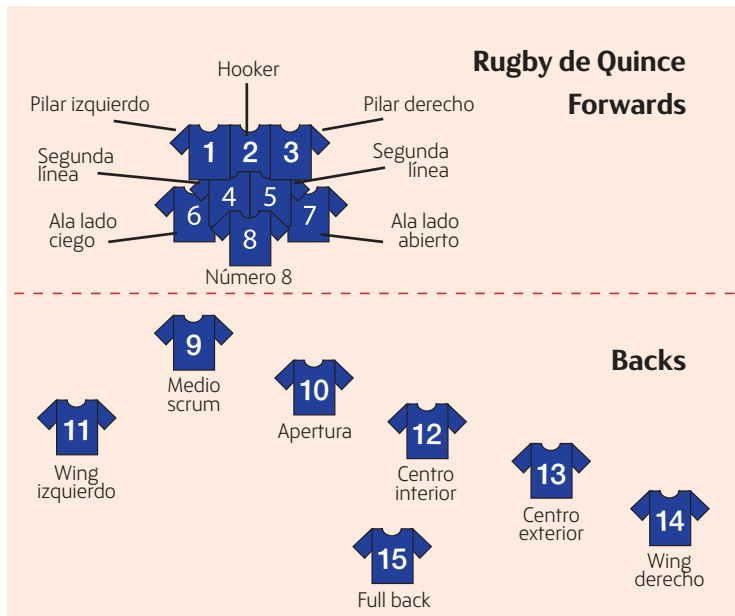 Rugby de Quince
Forwards
Hooker
Pilar izquierdo
Pilar derecho
1 2 3
Segunda
línea
Segunda
línea
4 5
6 7
Ala lado
ciego
8
Ala lado
abierto
Número 8
Backs
9
Medio
scrum
10
Apertura
11
Wing
izquierdo
12
Centro
interior
13
Centro
exterior
14
Wing
derecho
15
Full back